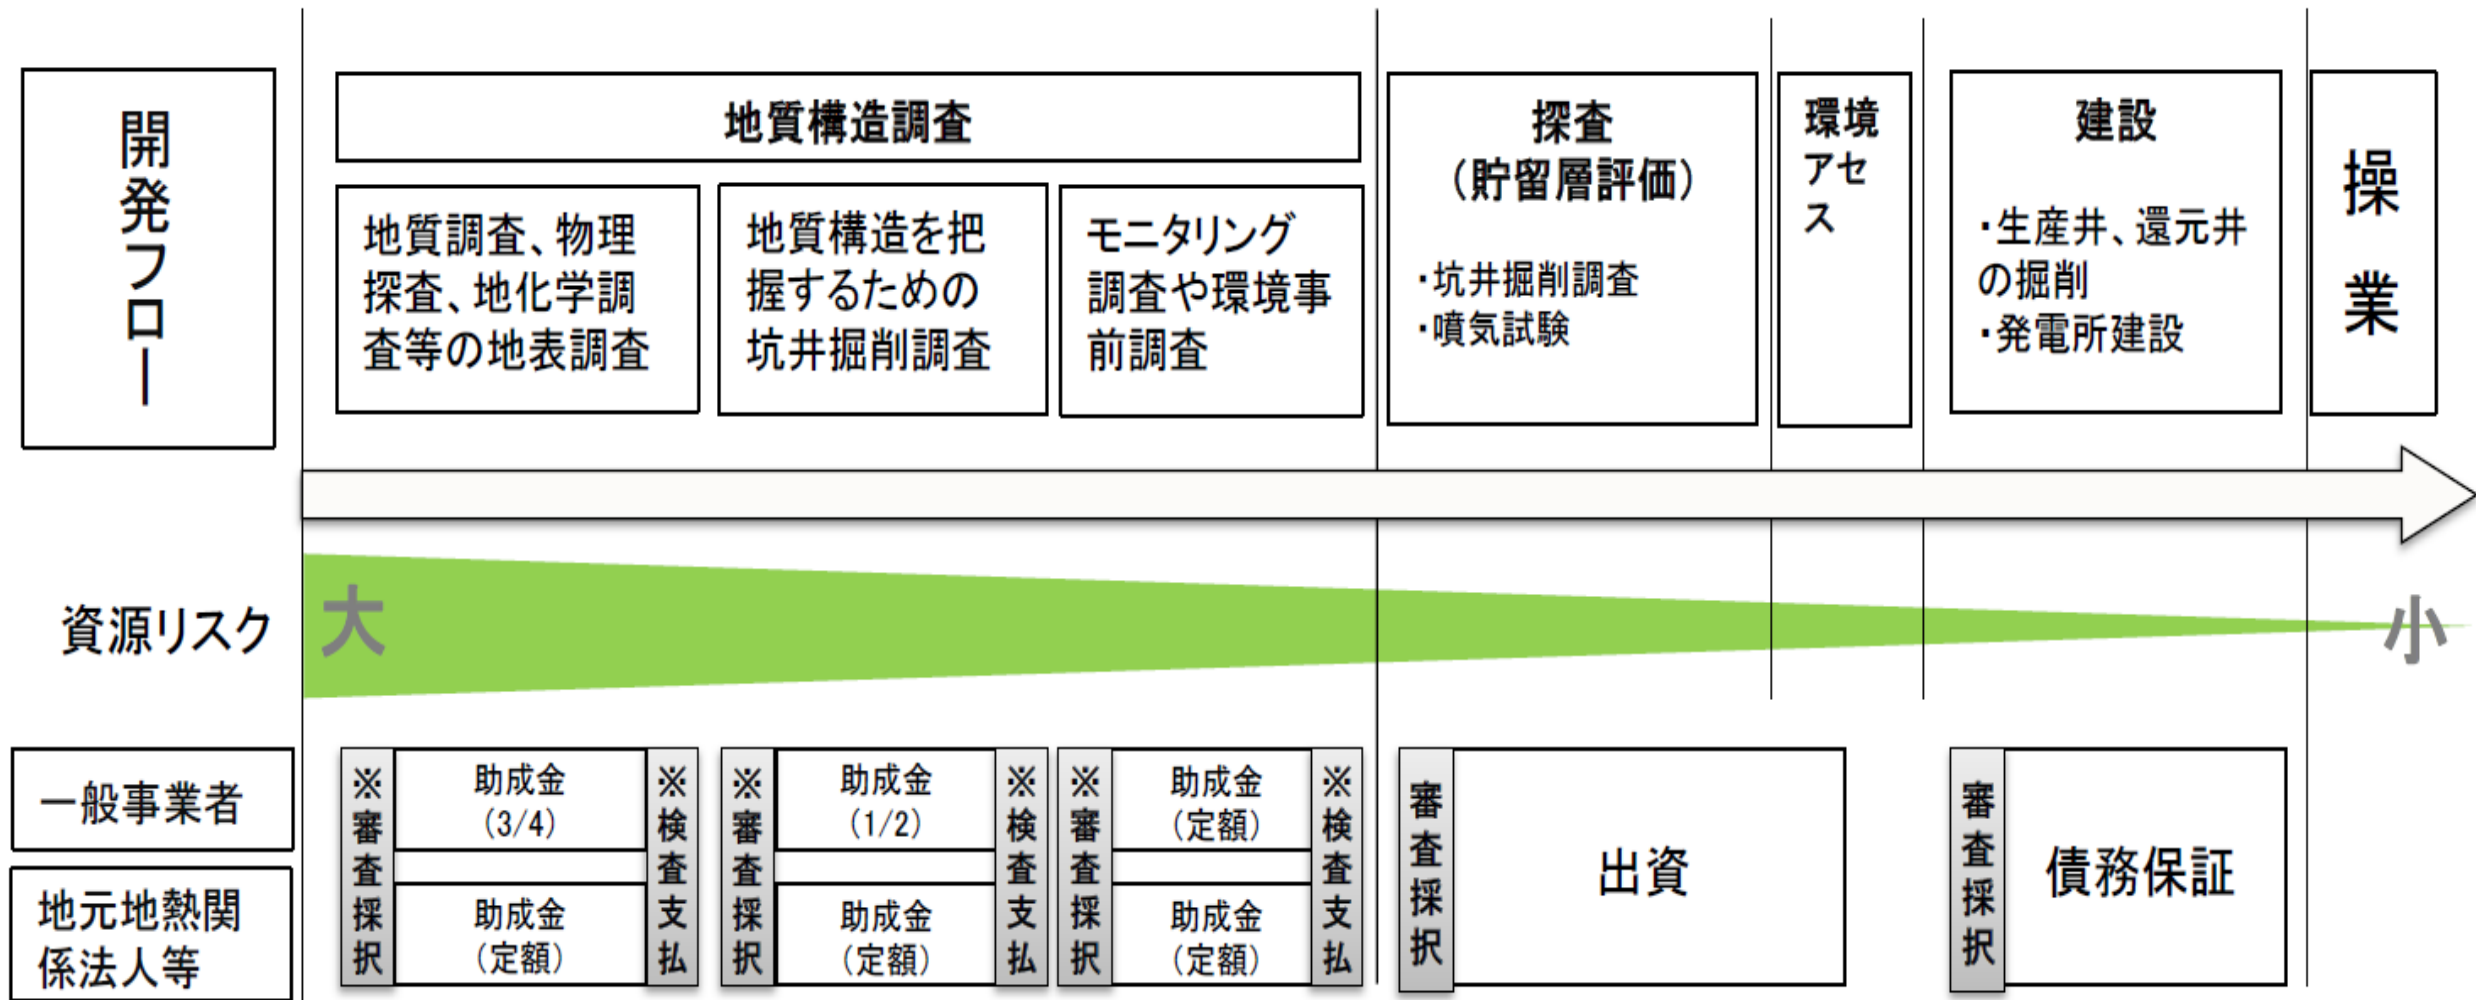 開発フロー
地質構造調査
地質調査、物理
探査、地化学調
査等の地表調査
地質構造を把
握するための
坑井掘削調査
モニタリング
調査や環境事
前調査
探査
（貯留層評価）
・坑井掘削調査
・噴気試験
環境
アセ
ス
建設
・生産井、還元井
の掘削
・発電所建設
操業
資源リスク
大
小
一般事業者
地元地熱関
係法人等
※審査採択
助成金
(3/4)
助成金
(定額)
※検査支払
※審査採択
助成金
(1/2)
助成金
(定額)
※検査支払
※審査採択
助成金
(定額)
助成金
(定額)
※検査支払
審査採択
出資
審査採択
債務保証